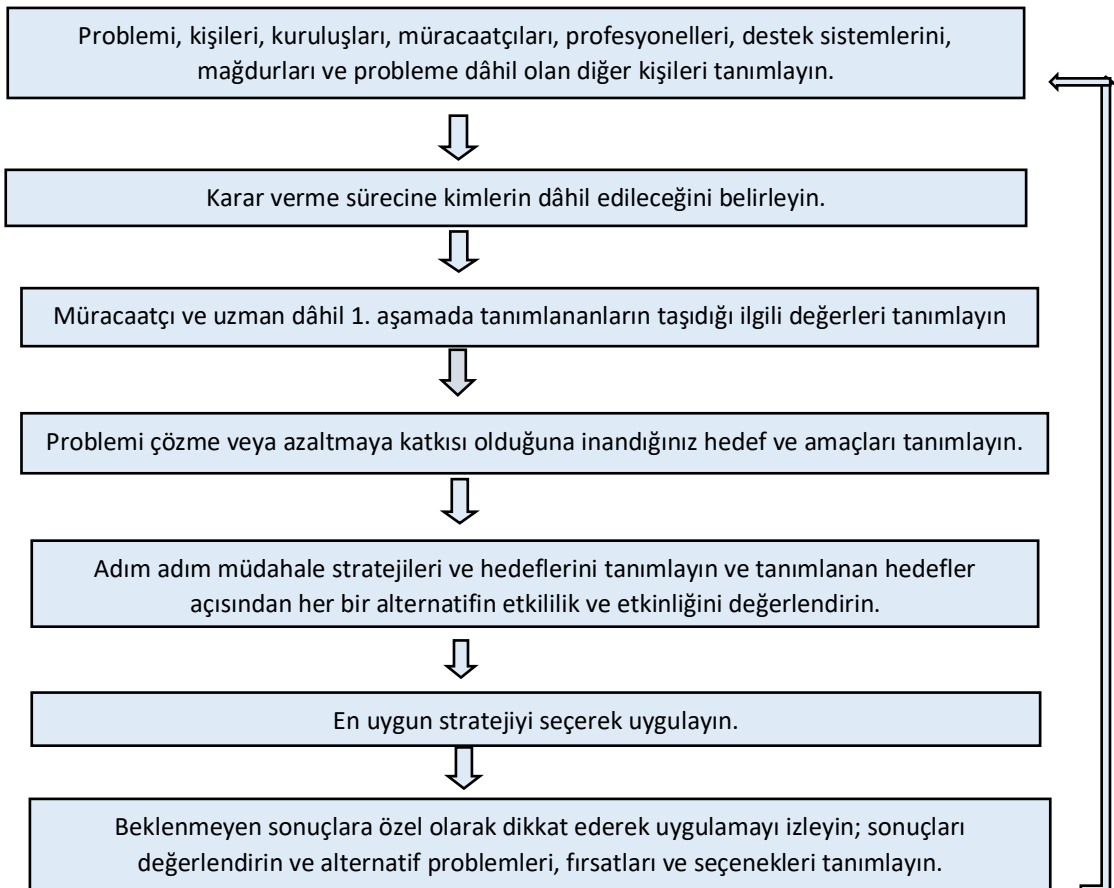 Problemi, kişileri, kuruluşları, müracaatçıları, profesyonelleri, destek sistemlerini,
mağdurları ve probleme dâhil olan diğer kişileri tanımlayın.
Karar verme sürecine kimlerin dâhil edileceğini belirleyin.
Müracaatçı ve uzman dâhil 1. aşamada tanımlananların taşıdığı ilgili değerleri tanımlayın
Problemi çözme veya azaltmaya katkısı olduğuna inandığınız hedef ve amaçları tanımlayın.
Adım adım müdahale stratejileri ve hedeflerini tanımlayın ve tanımlanan hedefler
açısından her bir alternatifin etkililik ve etkinliğini değerlendirin.
En uygun stratejiyi seçerek uygulayın.
Beklenmeyen sonuçlara özel olarak dikkat ederek uygulamayı izleyin; sonuçları
değerlendirin ve alternatif problemleri, fırsatları ve seçenekleri tanımlayın.